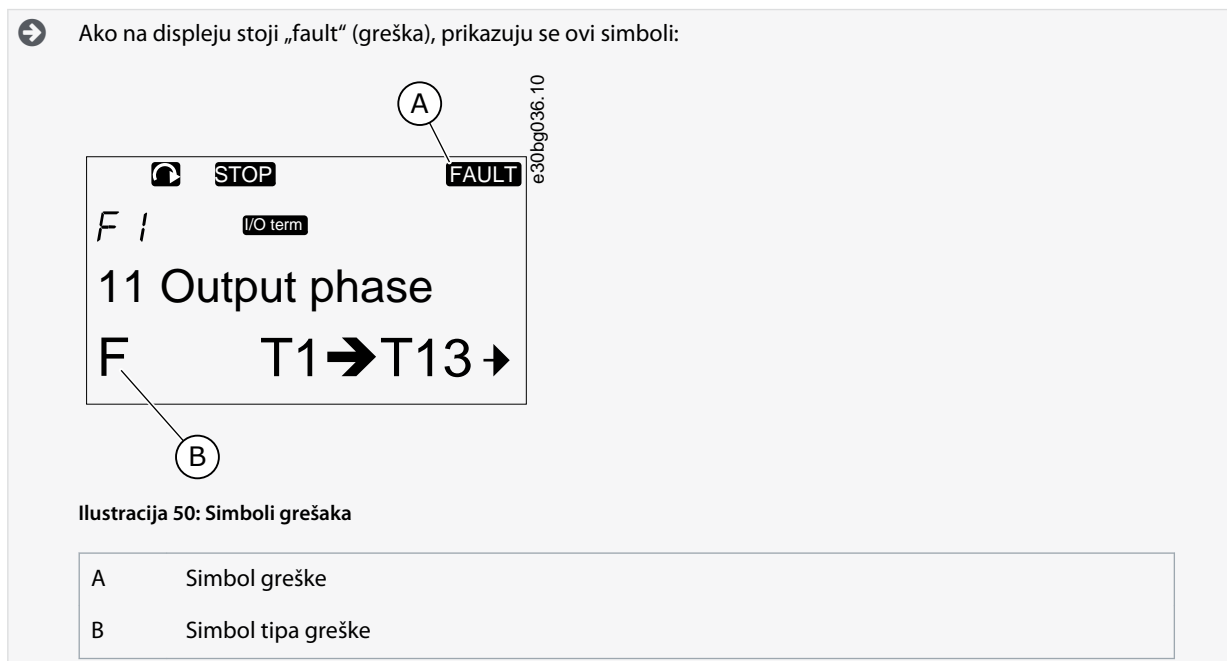 Ako na displeju stoji „fault“ (greška), prikazuju se ovi simboli:
A
e30bg036.10
STOP FAULT
F 1 I/O term
11 Output phase
F T1➔T13
B
Ilustracija 50: Simboli grešaka
A Simbol greške
B Simbol tipa greške